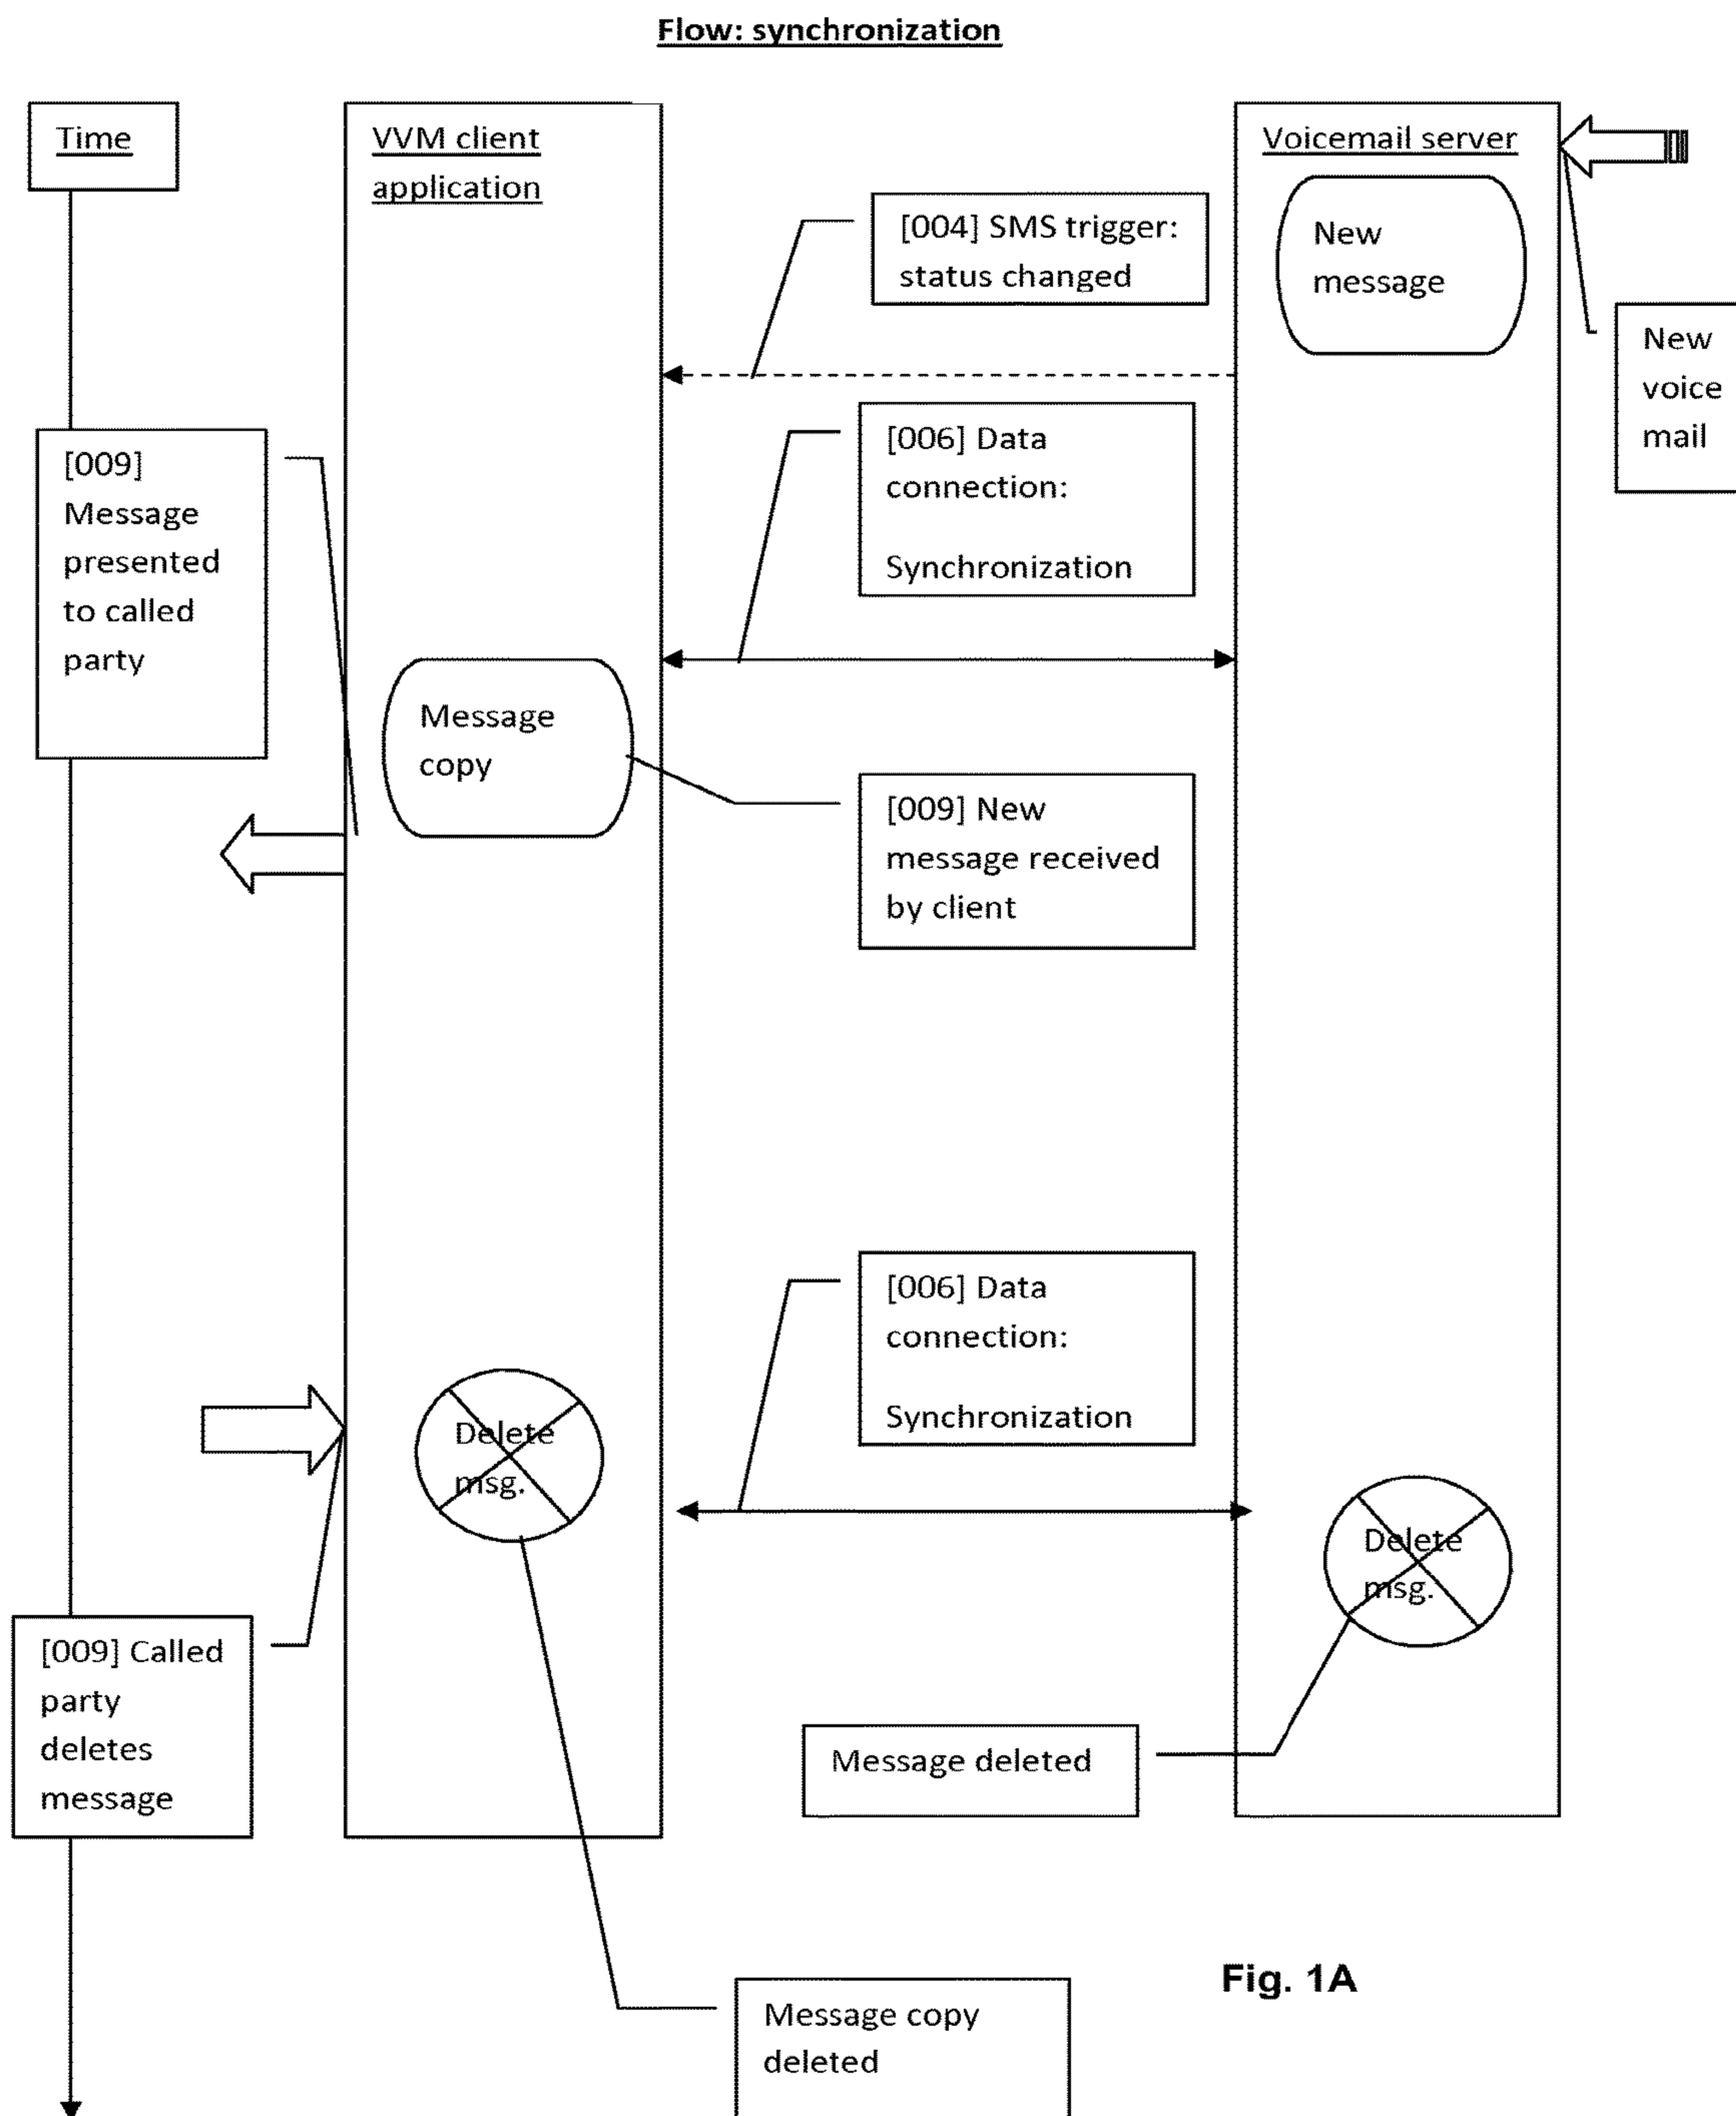 Flow: synchronization
Time
VVM client
application
Voicemail server
[004] SMS trigger:
status changed
New
message
New
voice
mail
[009]
Message
presented
to called
party
[006] Data
connection:
Synchronization
Message
copy
[009] New
message received
by client
[006] Data
connection:
Synchronization
Delete
msg.
Delete
msg.
[009] Called
party
deletes
message
Message deleted
Fig. 1A
Message copy
deleted